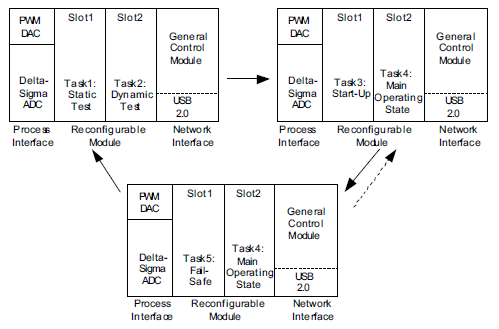 PWM DAC
Slot1
Slot2
General Control Module
Delta-Sigma ADC
Task1: Static Test
Task2: Dynamic Test
USB 2.0
Process Interface
Reconfigurable Module
Network Interface
PWM DAC
Slot1
Slot2
General Control Module
Delta-Sigma ADC
Task3: Start-Up
Task4: Main Operating State
USB 2.0
Process Interface
Reconfigurable Module
Network Interface
PWM DAC
Slot1
Slot2
General Control Module
Delta-Sigma ADC
Task5: Fail-Safe
Task4: Main Operating State
USB 2.0
Process Interface
Reconfigurable Module
Network Interface